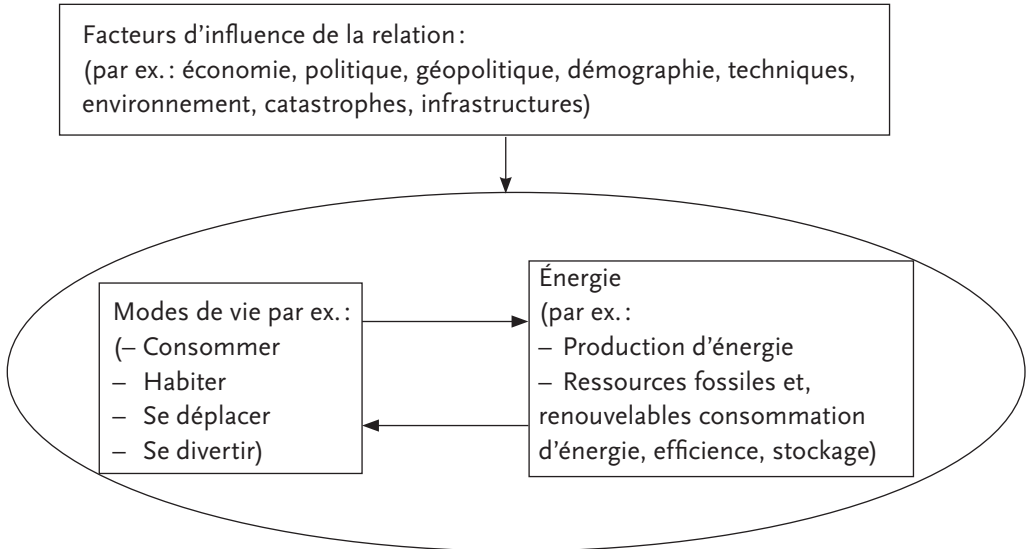 Facteurs d'influence de la relation :
(par ex. : économie, politique, géopolitique, démographie, techniques,
environnement, catastrophes, infrastructures)
Modes de vie par ex. :
(– Consommer
– Habiter
– Se déplacer
– Se divertir)
Énergie
(par ex. :
– Production d'énergie
– Ressources fossiles et,
renouvelables consommation
d'énergie, efficience, stockage)